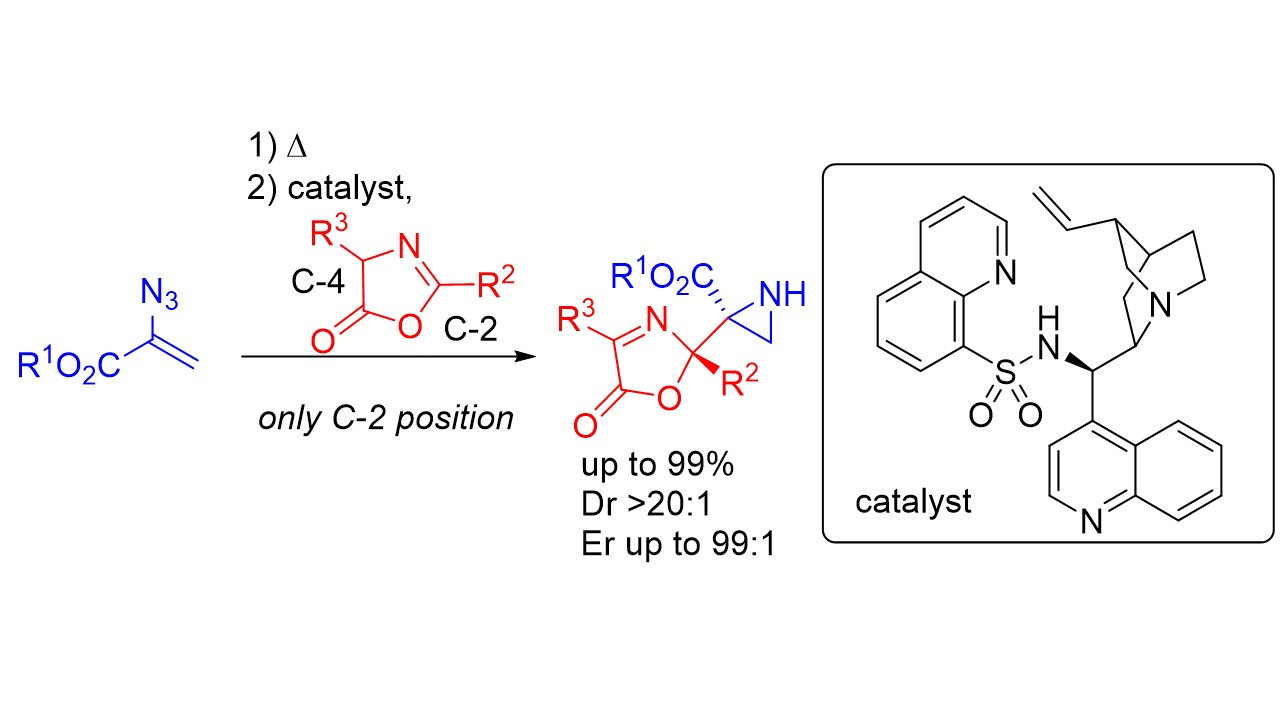 1) Δ
2) catalyst,
R³
N
C-4
R²
O
O
C-2
N₃
R¹O₂C
only C-2 position
R¹O₂C
NH
R³
N
R²
O
O
up to 99%
Dr >20:1
Er up to 99:1
N
N
H
N
S
O
O
N
catalyst